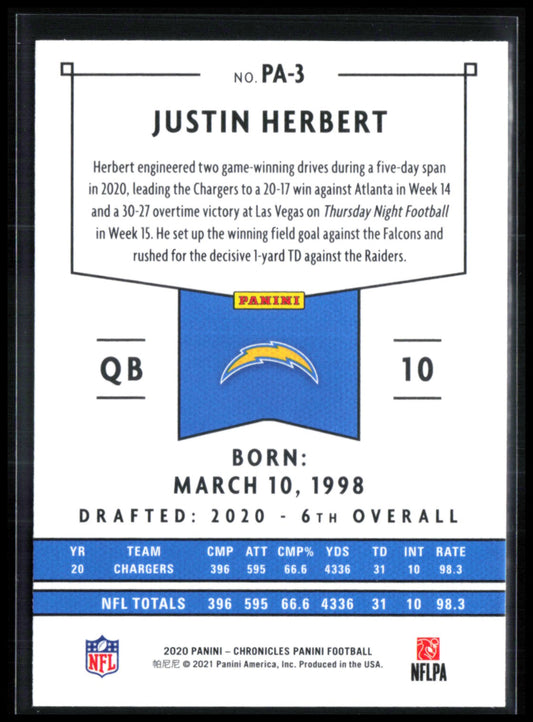 NO. PA-3
JUSTIN HERBERT
Herbert engineered two game-winning drives during a five-day span
in 2020, leading the Chargers to a 20-17 win against Atlanta in Week 14
and a 30-27 overtime victory at Las Vegas on Thursday Night Football
in Week 15. He set up the winning field goal against the Falcons and
rushed for the decisive 1-yard TD against the Raiders.
PANINI
QB 10
BORN:
MARCH 10, 1998
DRAFTED: 2020 - 6TH OVERALL
YR TEAM CMP ATT CMP% YDS TD INT RATE
20 CHARGERS 396 595 66.6 4336 31 10 98.3
NFL TOTALS 396 595 66.6 4336 31 10 98.3
2020 PANINI – CHRONICLES PANINI FOOTBALL
帕尼尼 © 2021 Panini America, Inc. Produced in the USA.
NFL
NFLPA